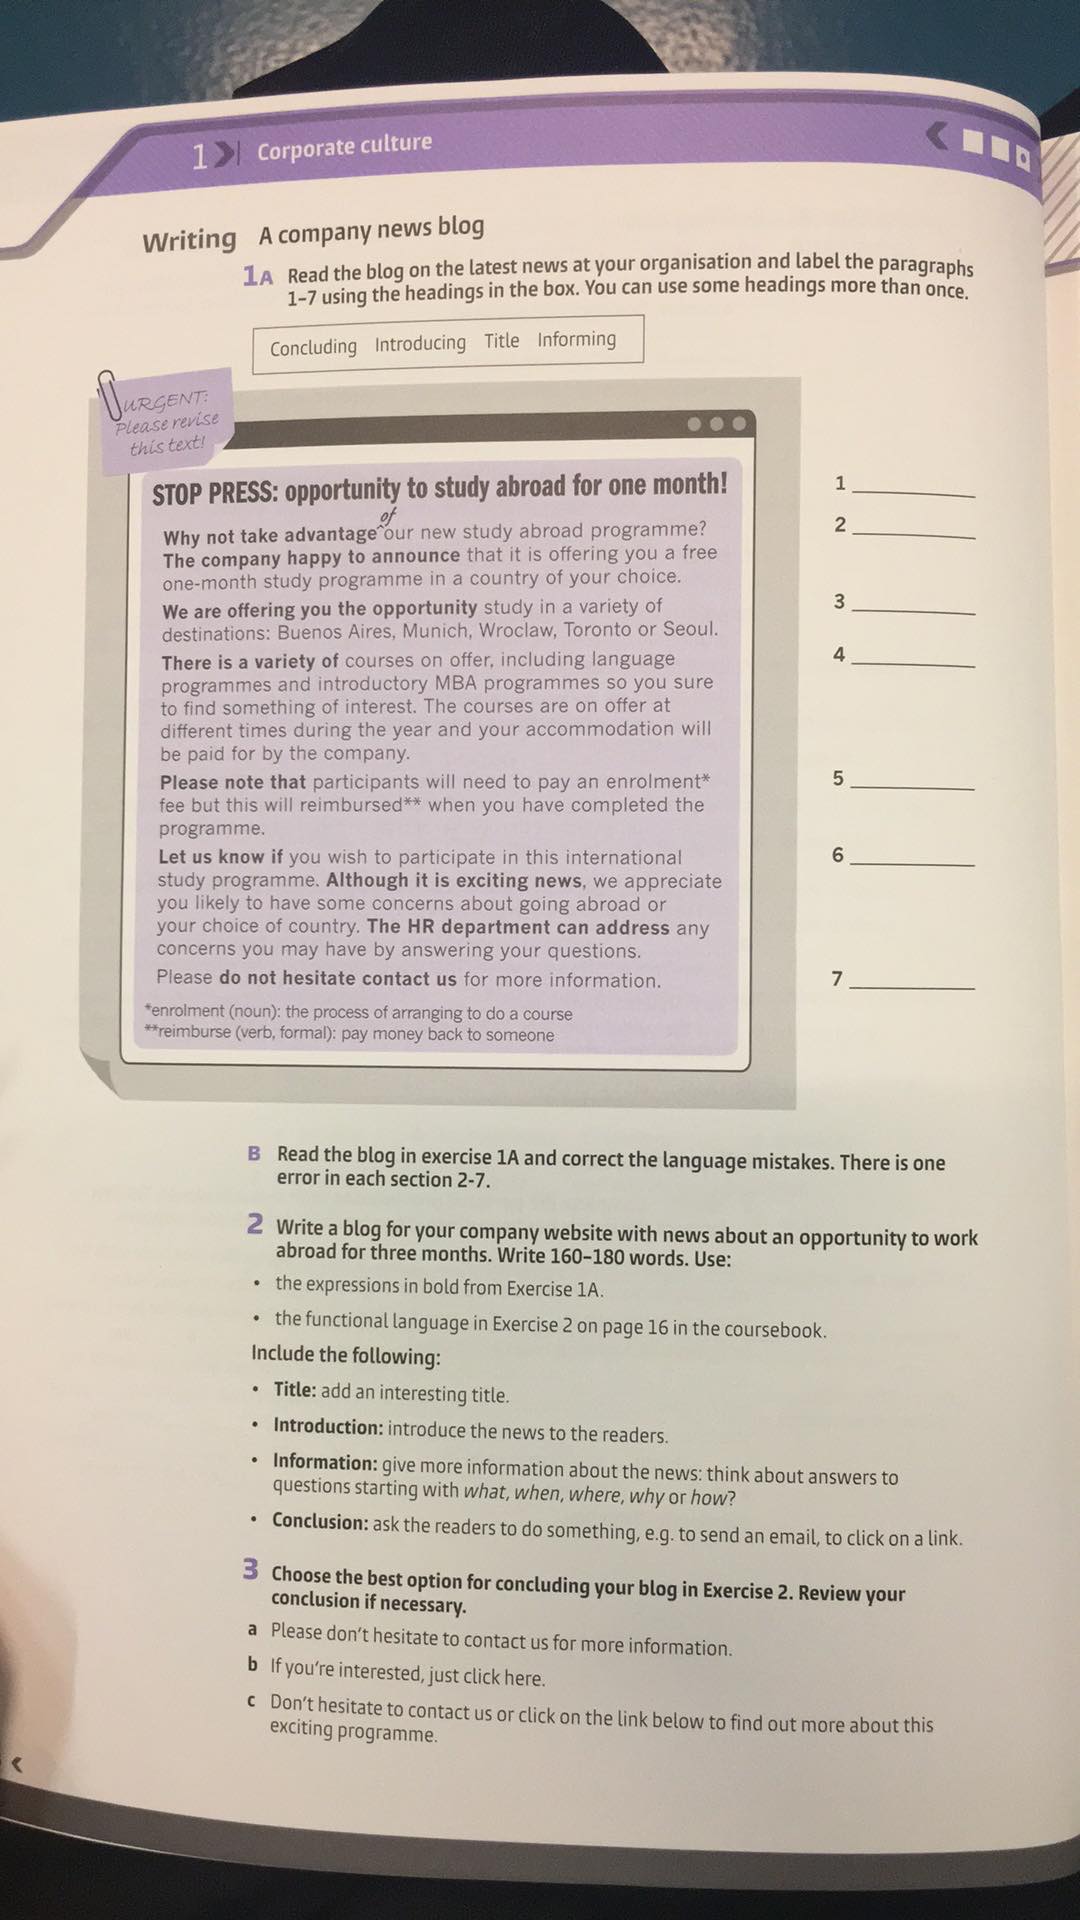 1 Corporate culture
Writing A company news blog
1A Read the blog on the latest news at your organisation and label the paragraphs
1–7 using the headings in the box. You can use some headings more than once.
Concluding Introducing Title Informing
URGENT:
Please revise
this text!
STOP PRESS: opportunity to study abroad for one month!
of
Why not take advantage ^ our new study abroad programme?
The company happy to announce that it is offering you a free
one-month study programme in a country of your choice.
We are offering you the opportunity study in a variety of
destinations: Buenos Aires, Munich, Wroclaw, Toronto or Seoul.
There is a variety of courses on offer, including language
programmes and introductory MBA programmes so you sure
to find something of interest. The courses are on offer at
different times during the year and your accommodation will
be paid for by the company.
Please note that participants will need to pay an enrolment*
fee but this will reimbursed** when you have completed the
programme.
Let us know if you wish to participate in this international
study programme. Although it is exciting news, we appreciate
you likely to have some concerns about going abroad or
your choice of country. The HR department can address any
concerns you may have by answering your questions.
Please do not hesitate contact us for more information.
*enrolment (noun): the process of arranging to do a course
**reimburse (verb, formal): pay money back to someone
1
2
3
4
5
6
7
B Read the blog in exercise 1A and correct the language mistakes. There is one
error in each section 2-7.
2 Write a blog for your company website with news about an opportunity to work
abroad for three months. Write 160–180 words. Use:
• the expressions in bold from Exercise 1A.
• the functional language in Exercise 2 on page 16 in the coursebook.
Include the following:
• Title: add an interesting title.
• Introduction: introduce the news to the readers.
• Information: give more information about the news: think about answers to
questions starting with what, when, where, why or how?
• Conclusion: ask the readers to do something, e.g. to send an email, to click on a link.
3 Choose the best option for concluding your blog in Exercise 2. Review your
conclusion if necessary.
a Please don't hesitate to contact us for more information.
b If you're interested, just click here.
c Don't hesitate to contact us or click on the link below to find out more about this
exciting programme.